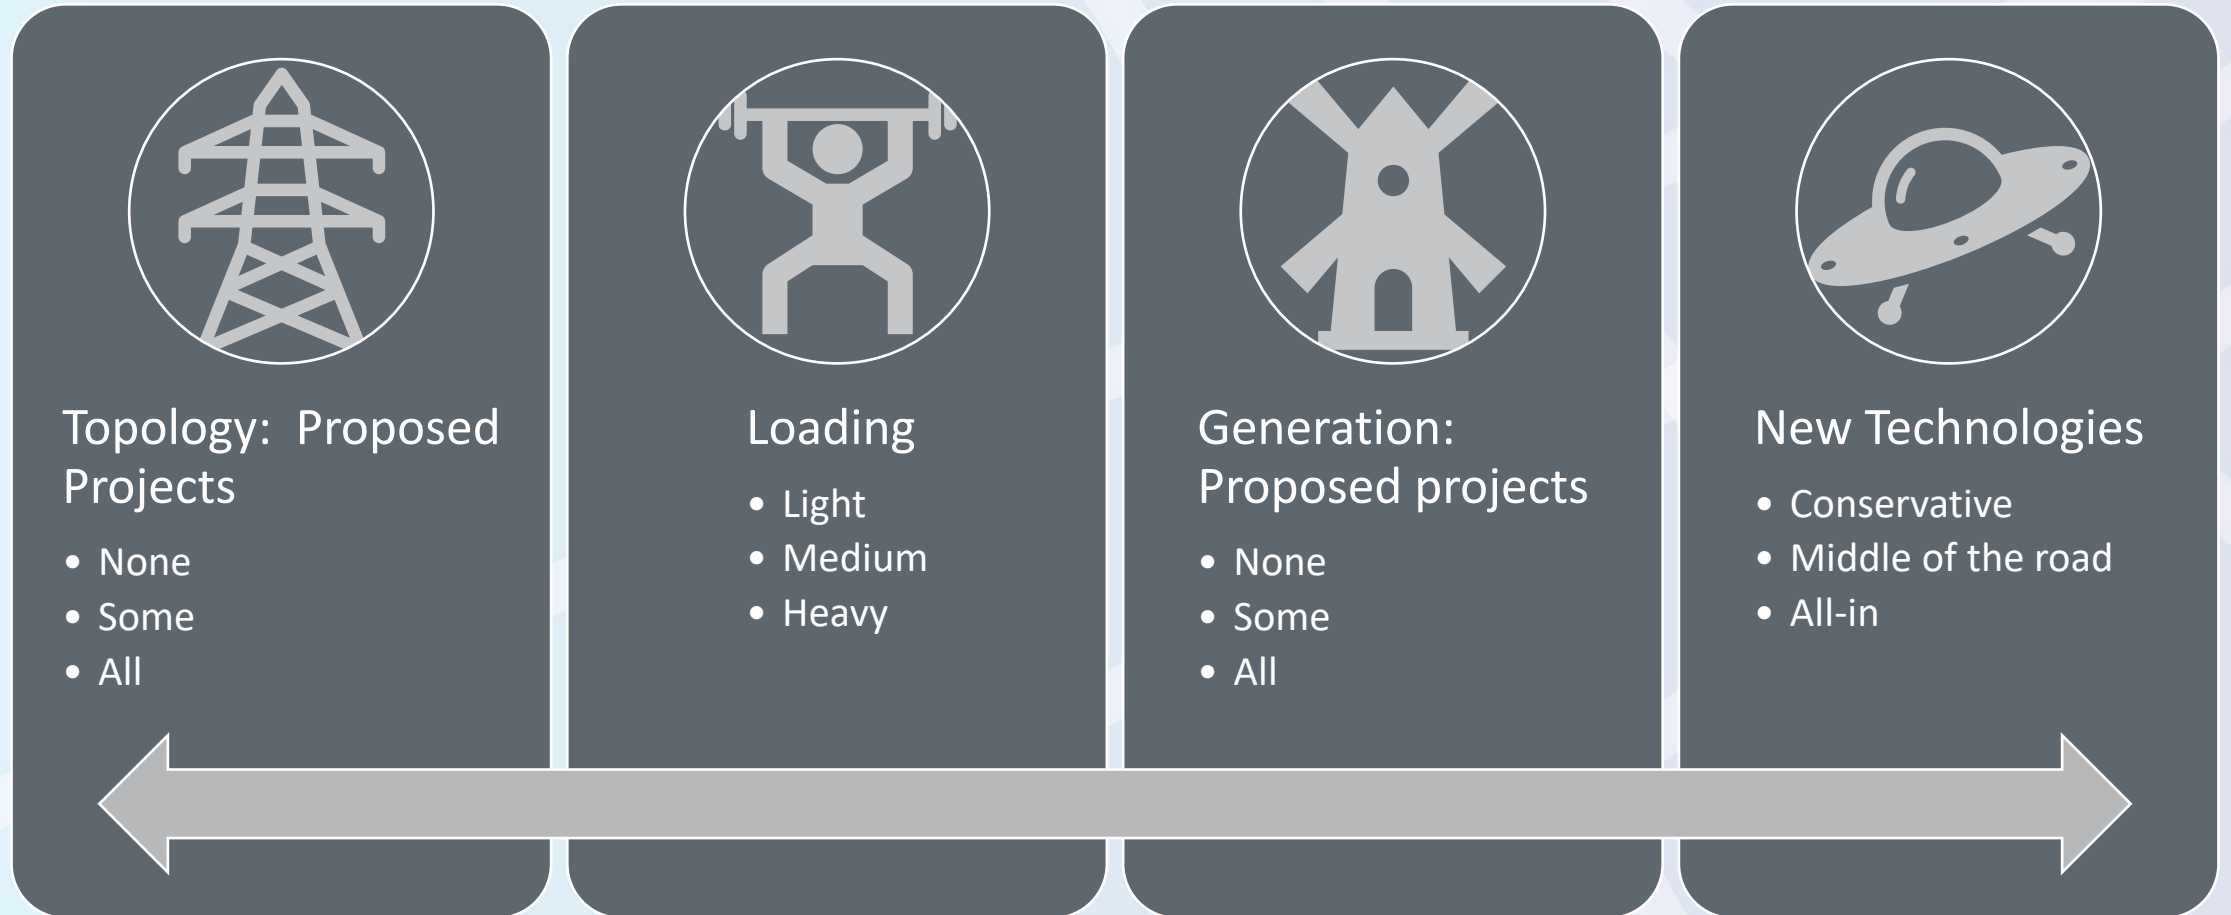 Topology:  Proposed
Projects
• None
• Some
• All
Loading
• Light
• Medium
• Heavy
Generation:
Proposed projects
• None
• Some
• All
New Technologies
• Conservative
• Middle of the road
• All-in